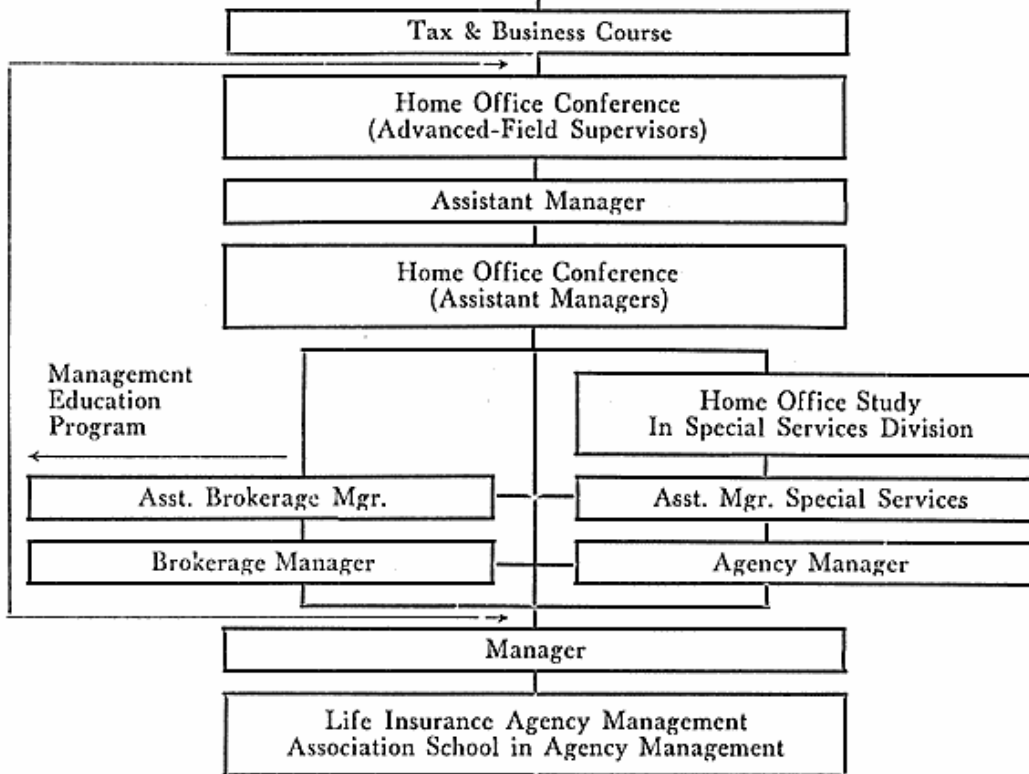 Tax & Business Course
Home Office Conference
(Advanced-Field Supervisors)
Assistant Manager
Home Office Conference
(Assistant Managers)
Management
Education
Program
Home Office Study
In Special Services Division
Asst. Brokerage Mgr.
Asst. Mgr. Special Services
Brokerage Manager
Agency Manager
Manager
Life Insurance Agency Management
Association School in Agency Management